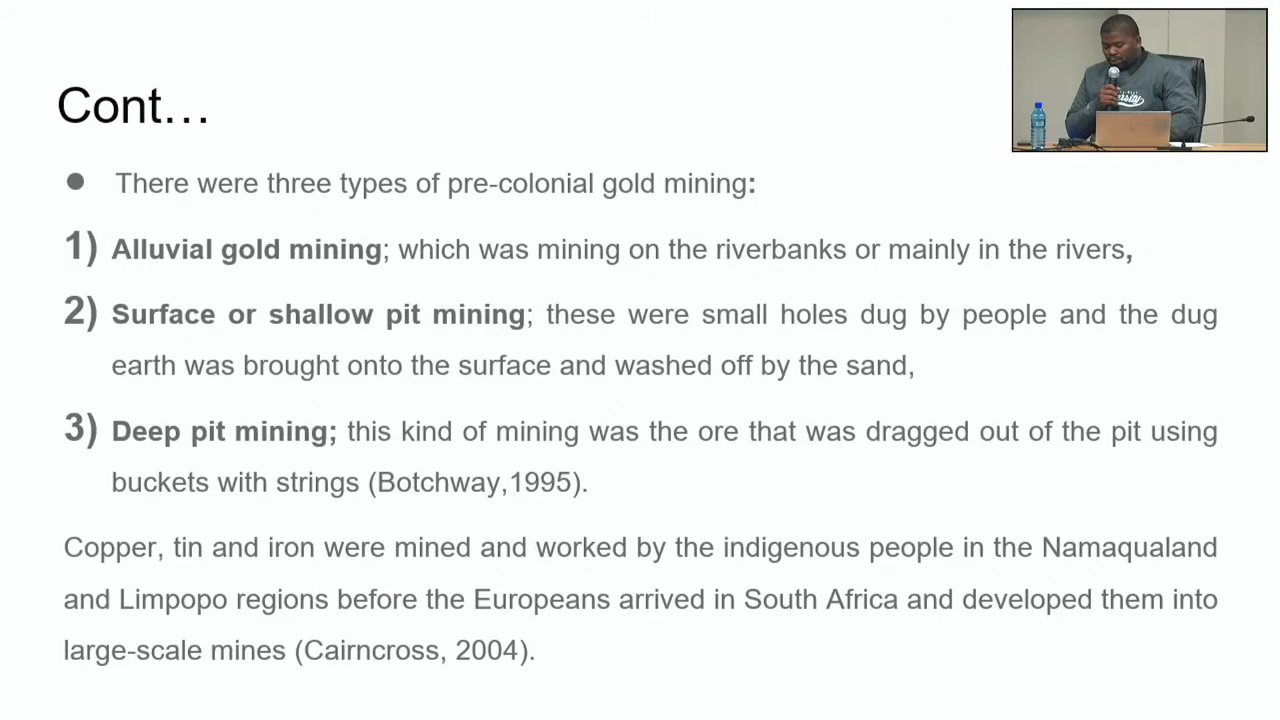 Cont…
● There were three types of pre-colonial gold mining:
1) Alluvial gold mining; which was mining on the riverbanks or mainly in the rivers,
2) Surface or shallow pit mining; these were small holes dug by people and the dug
earth was brought onto the surface and washed off by the sand,
3) Deep pit mining; this kind of mining was the ore that was dragged out of the pit using
buckets with strings (Botchway,1995).
Copper, tin and iron were mined and worked by the indigenous people in the Namaqualand
and Limpopo regions before the Europeans arrived in South Africa and developed them into
large-scale mines (Cairncross, 2004).